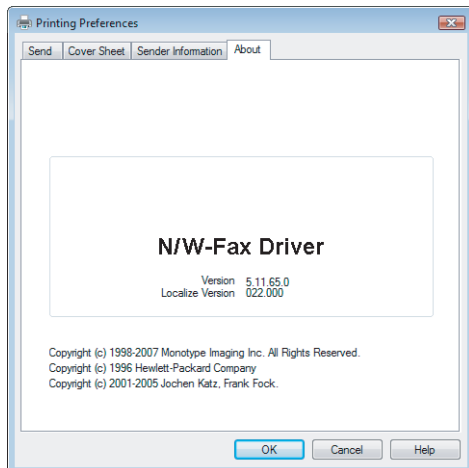 Printing Preferences
Send Cover Sheet Sender Information About
N/W-Fax Driver
Version 5.11.65.0
Localize Version 022.000
Copyright (c) 1998-2007 Monotype Imaging Inc. All Rights Reserved.
Copyright (c) 1996 Hewlett-Packard Company
Copyright (c) 2001-2005 Jochen Katz, Frank Fock.
OK Cancel Help